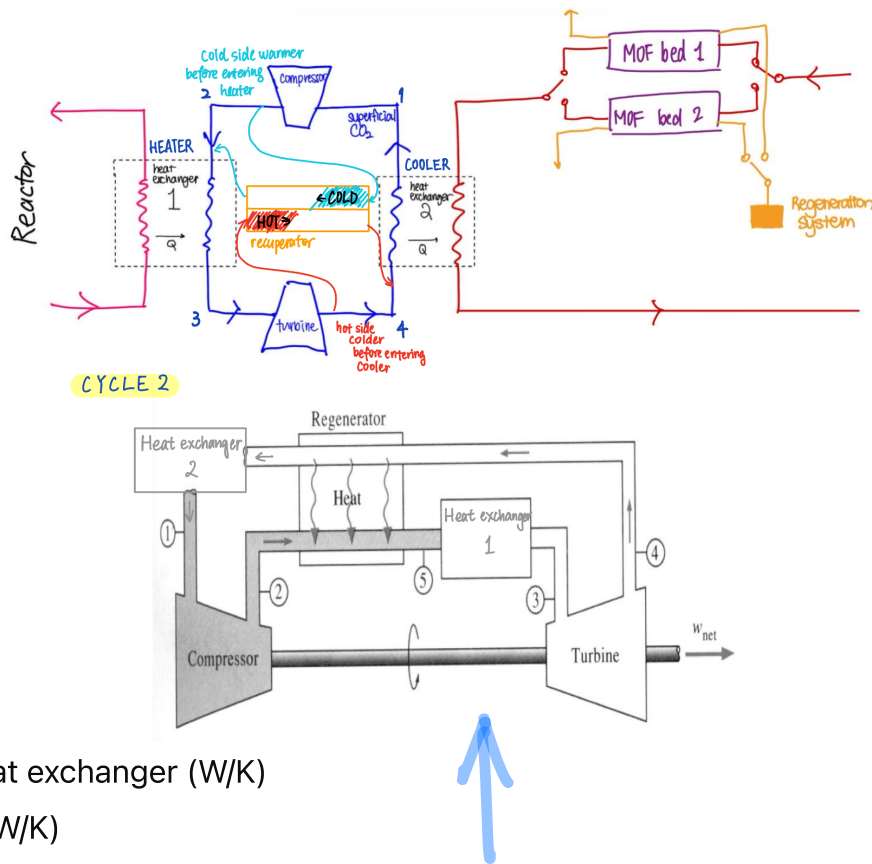 MOF bed 1
MOF bed 2
Regeneration
system
Cold side warmer
before entering
heater
compressor
2
1
superficial
CO₂
HEATER
heat
exchanger
1
Q
COOLER
heat
exchanger
2
Q
Reactor
←COLD
HOT→
recuperator
3
turbine
4
hot side
colder
before entering
cooler
CYCLE 2
Regenerator
Heat exchanger
2
Heat
Heat exchanger
1
1
2
5
3
4
Compressor
Turbine
w net
at exchanger (W/K)
W/K)